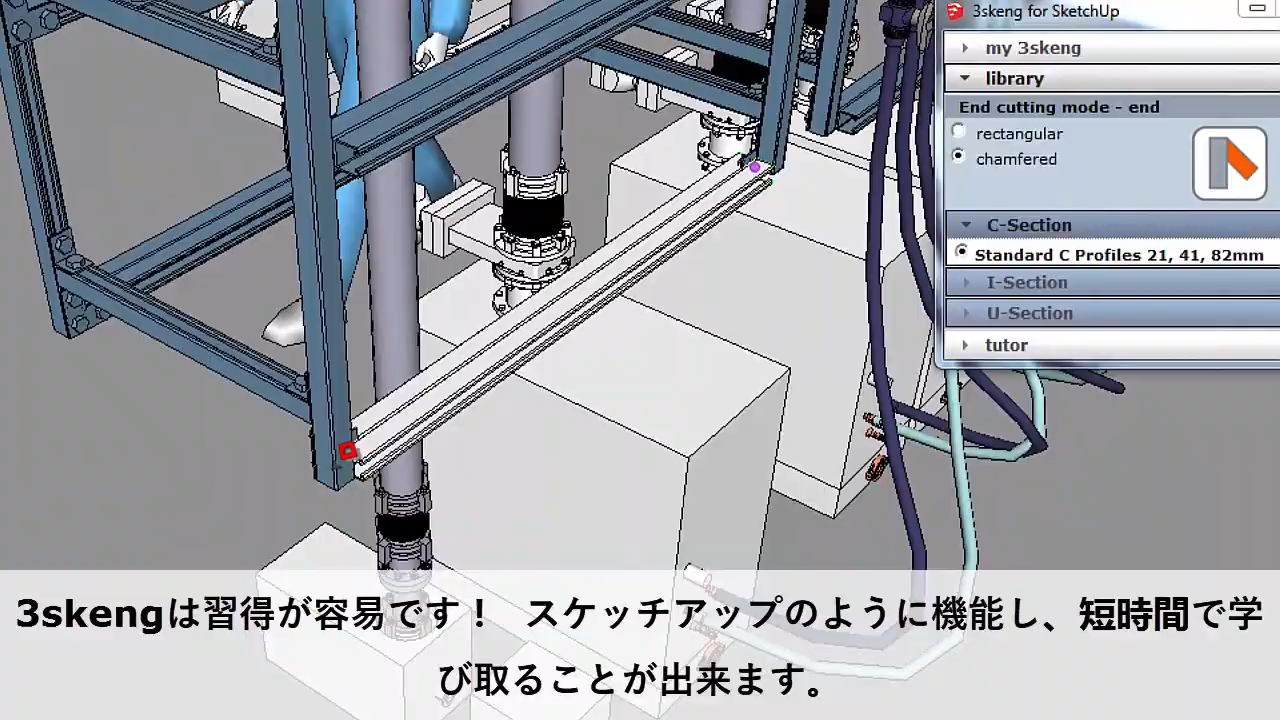 3skeng for SketchUp
my 3skeng
library
End cutting mode - end
rectangular
chamfered
C-Section
Standard C Profiles 21, 41, 82mm
I-Section
U-Section
tutor
3skengは習得が容易です！　スケッチアップのように機能し、短時間で学
び取ることが出来ます。